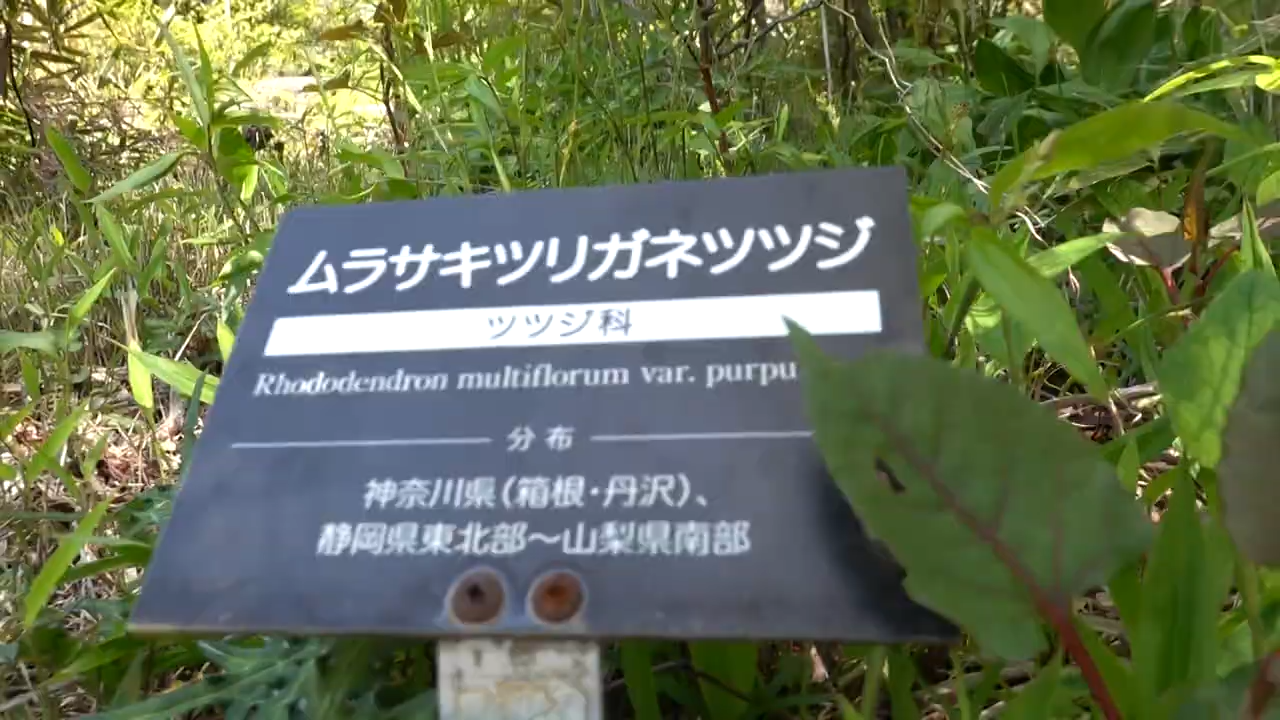 ムラサキツリガネツツジ
ツツジ科
Rhododendron multiflorum var.
分布
神奈川県(箱根・丹沢)、
静岡県東北部〜山梨県南部